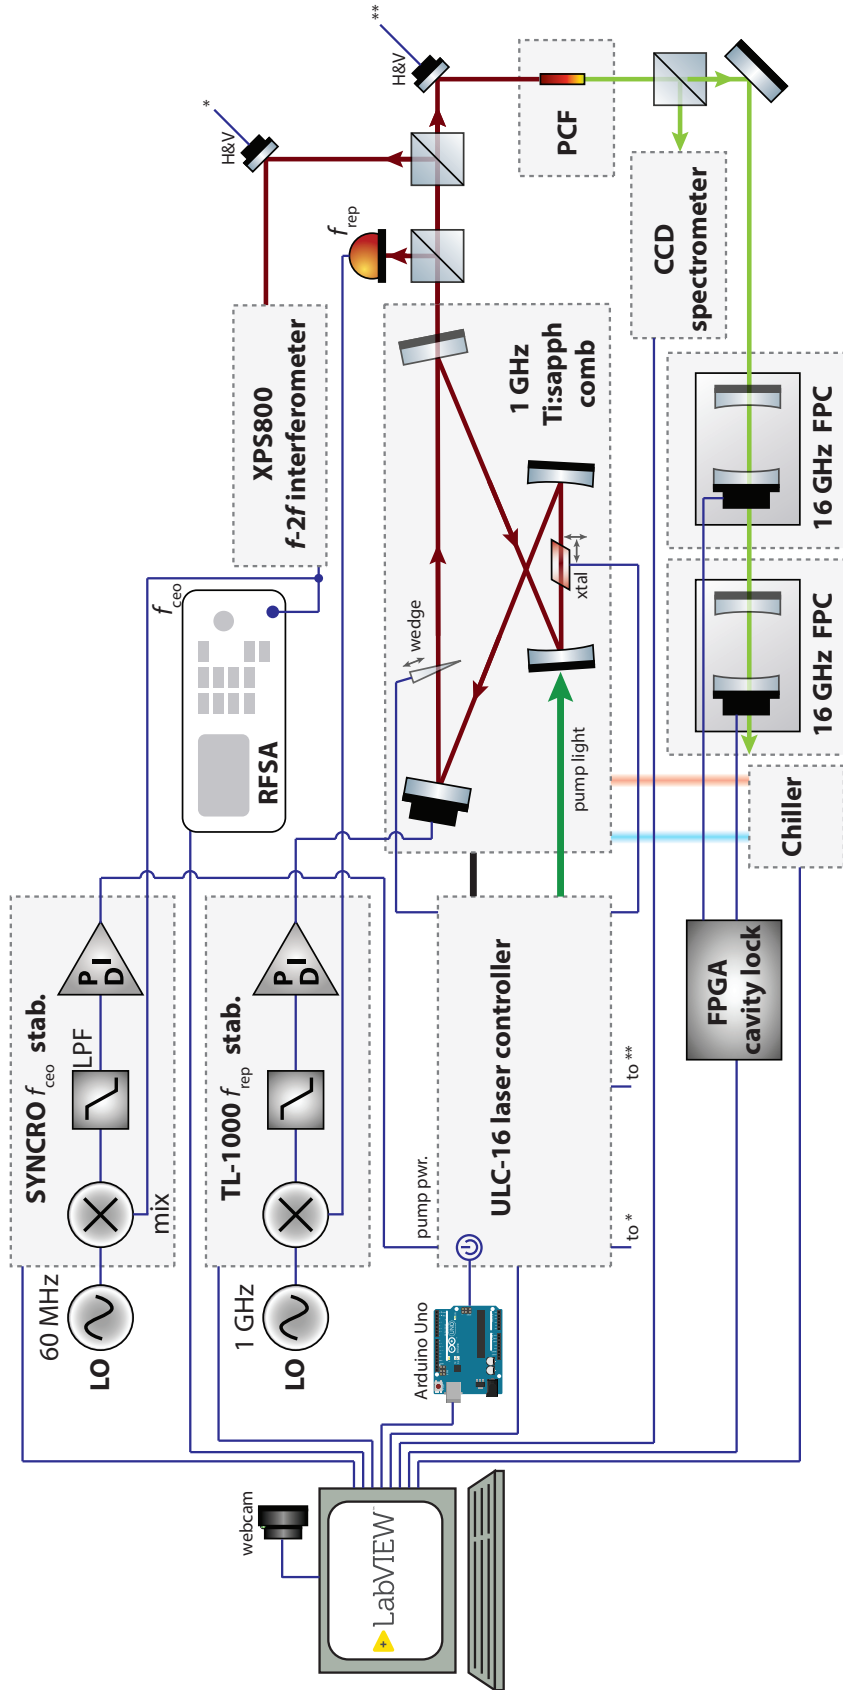 webcam
LabVIEW
LO
60 MHz
SYNCRO f_ceo stab.
mix
LPF
P
I
D
LO
1 GHz
TL-1000 f_rep stab.
P
I
D
RFSA
f_ceo
XPS800
f-2f interferometer
f_rep
H&V
*
H&V
**
Arduino Uno
pump pwr.
ULC-16 laser controller
to *
to **
wedge
pump light
xtal
1 GHz
Ti:sapph
comb
PCF
CCD
spectrometer
16 GHz FPC
16 GHz FPC
Chiller
FPGA
cavity lock